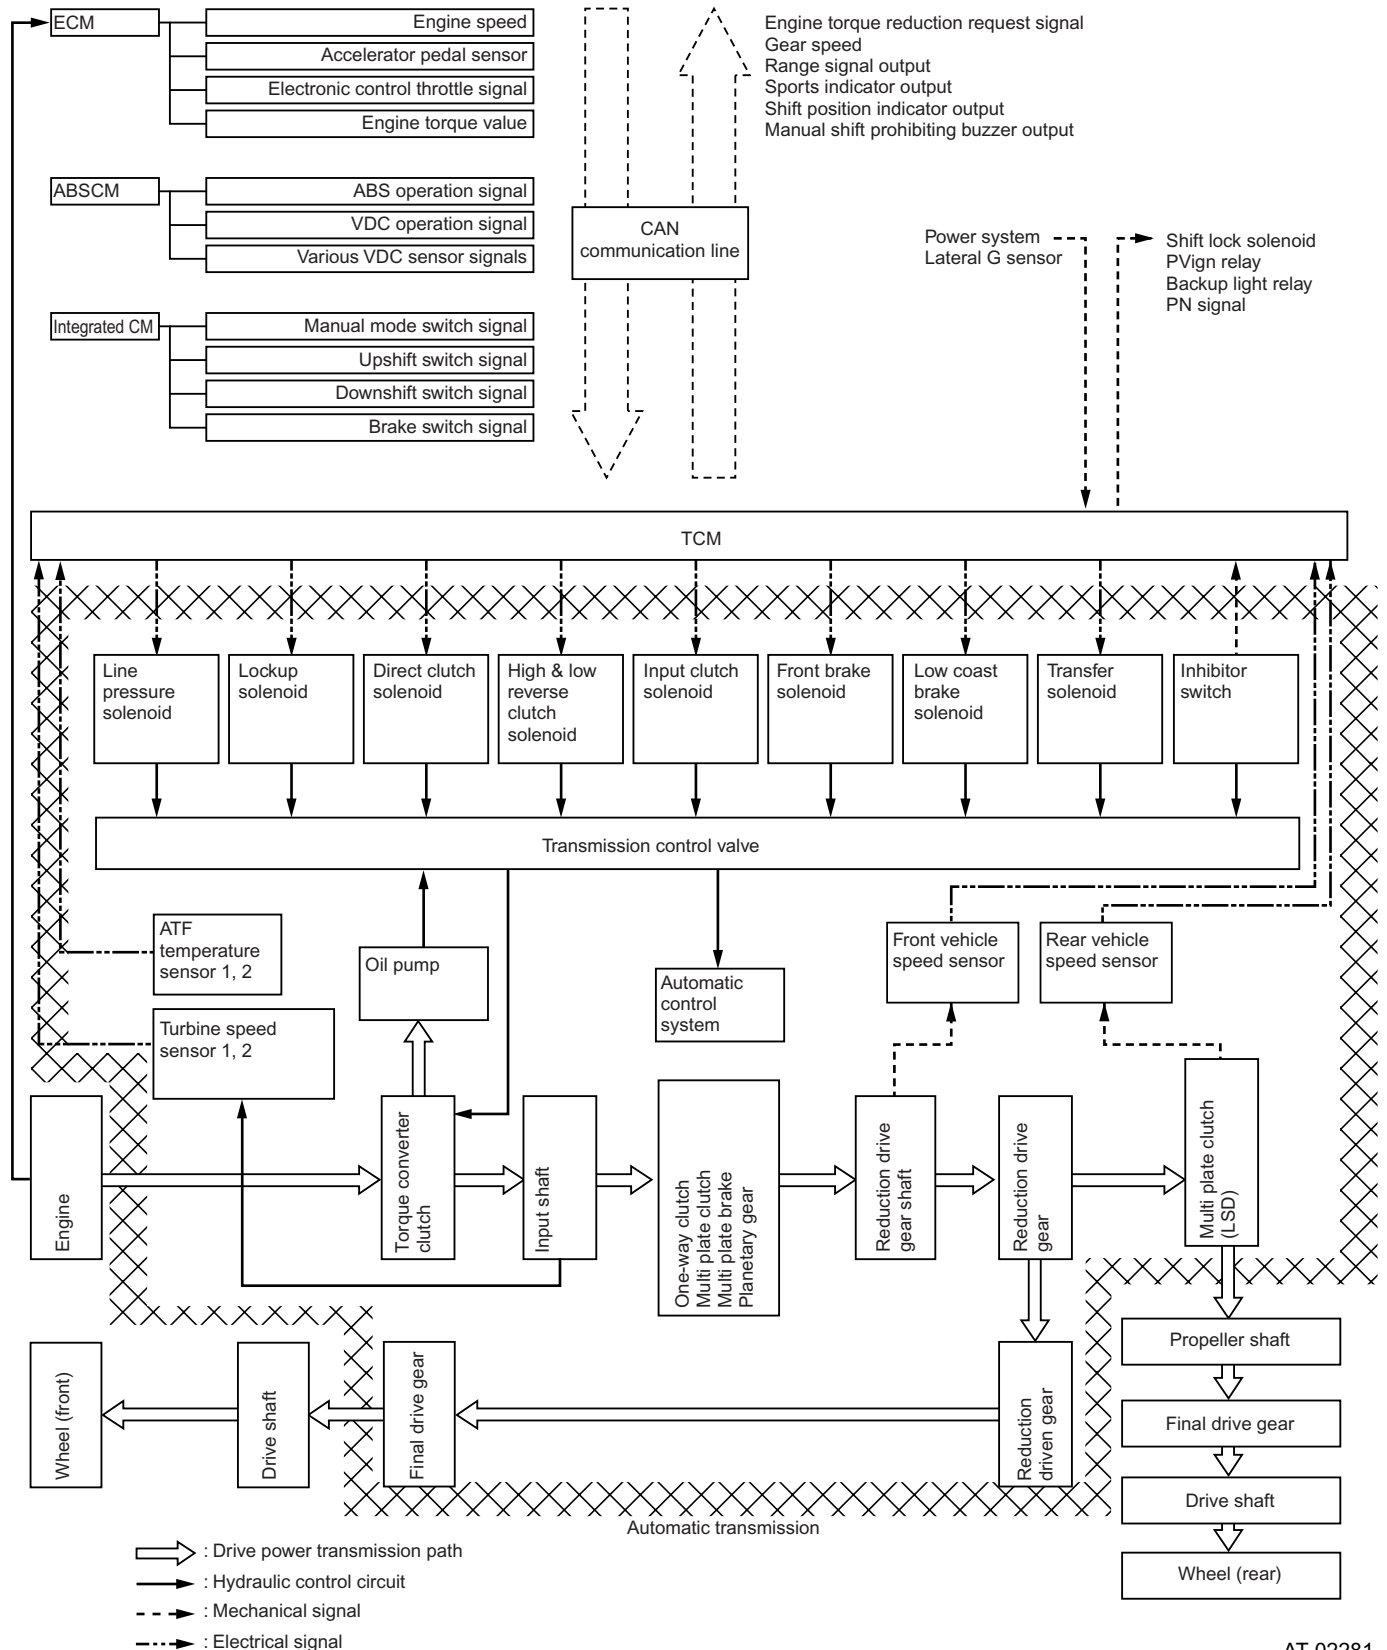 ECM
Engine speed
Accelerator pedal sensor
Electronic control throttle signal
Engine torque value
ABSCM
ABS operation signal
VDC operation signal
Various VDC sensor signals
Integrated CM
Manual mode switch signal
Upshift switch signal
Downshift switch signal
Brake switch signal
CAN
communication line
Engine torque reduction request signal
Gear speed
Range signal output
Sports indicator output
Shift position indicator output
Manual shift prohibiting buzzer output
Power system
Lateral G sensor
Shift lock solenoid
PVign relay
Backup light relay
PN signal
TCM
Line
pressure
solenoid
Lockup
solenoid
Direct clutch
solenoid
High & low
reverse
clutch
solenoid
Input clutch
solenoid
Front brake
solenoid
Low coast
brake
solenoid
Transfer
solenoid
Inhibitor
switch
Transmission control valve
ATF
temperature
sensor 1, 2
Oil pump
Automatic
control
system
Front vehicle
speed sensor
Rear vehicle
speed sensor
Turbine speed
sensor 1, 2
Engine
Torque converter
clutch
Input shaft
One-way clutch
Multi plate clutch
Multi plate brake
Planetary gear
Reduction drive
gear shaft
Reduction drive
gear
Multi plate clutch
(LSD)
Wheel (front)
Drive shaft
Final drive gear
Reduction
driven gear
Propeller shaft
Final drive gear
Drive shaft
Wheel (rear)
Automatic transmission
: Drive power transmission path
: Hydraulic control circuit
: Mechanical signal
: Electrical signal
AT-02281